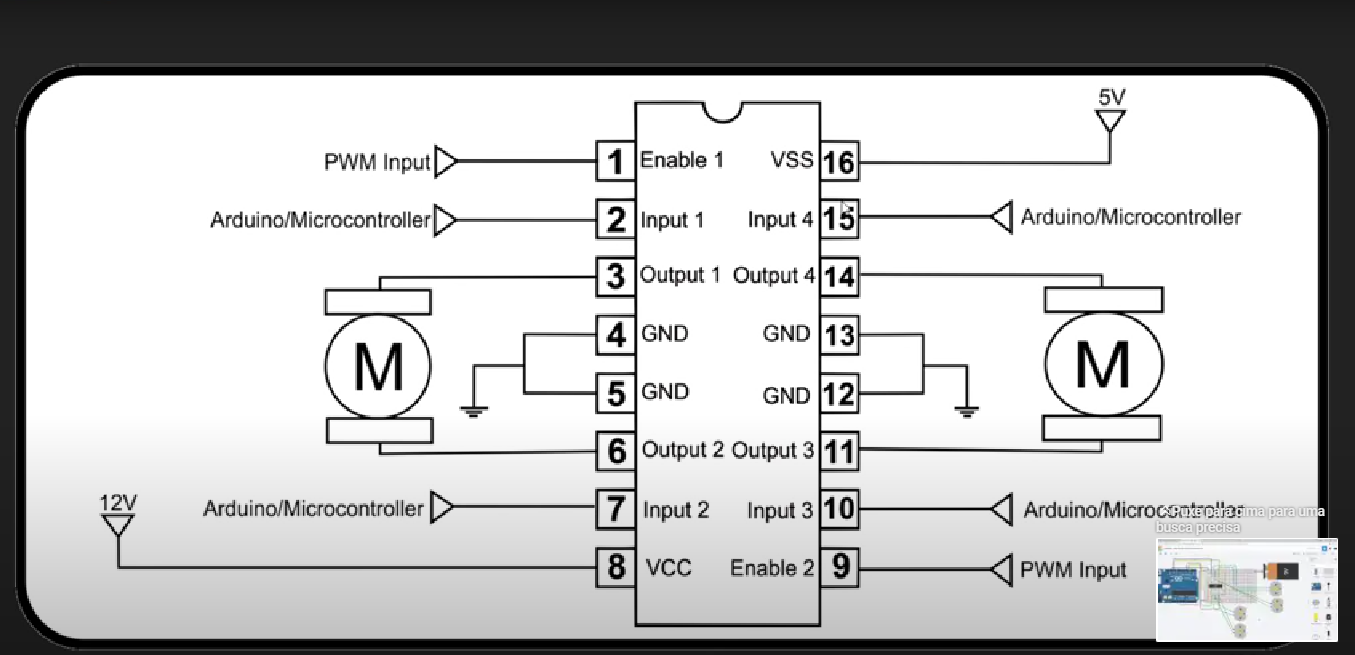 5V
PWM Input
1
Enable 1
VSS
16
Arduino/Microcontroller
2
Input 1
Input 4
15
Arduino/Microcontroller
3
Output 1
Output 4
14
M
4
GND
GND
13
M
5
GND
GND
12
6
Output 2
Output 3
11
12V
Arduino/Microcontroller
7
Input 2
Input 3
10
Arduino/Microcontroller
para cima para uma
busca precisa
8
VCC
Enable 2
9
PWM Input